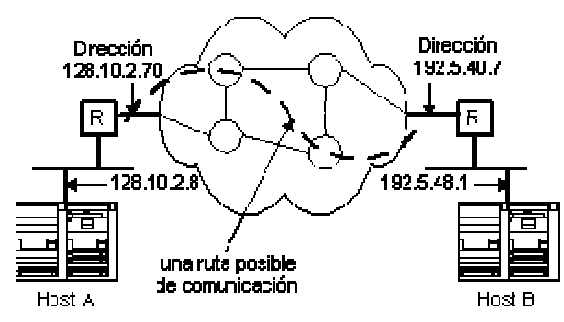 Dirección
128.10.2.70
Dirección
192.5.40.7
R
R
128.10.2.8
192.5.48.1
una ruta posible
de comunicación
Host A
Host B